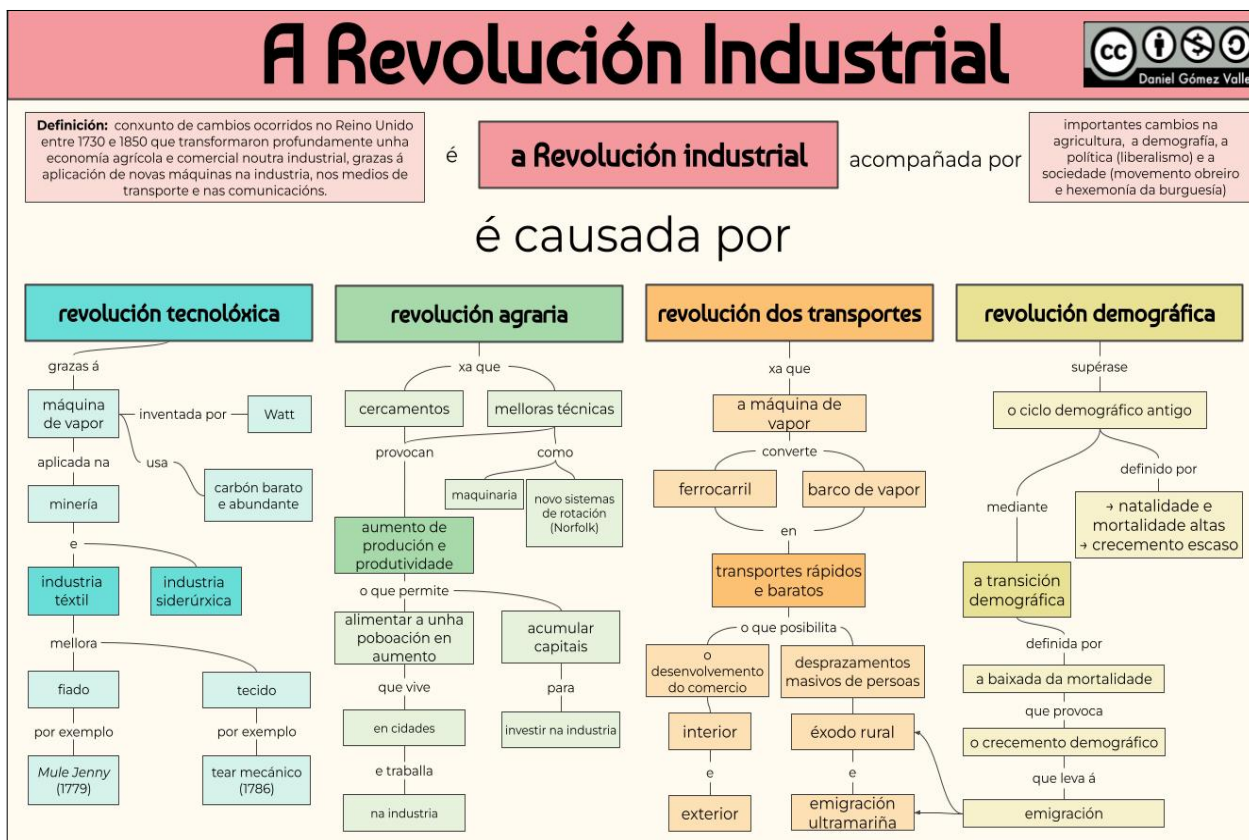 A Revolución Industrial
cc
Daniel Gómez Valle
Definición: conxunto de cambios ocorridos no Reino Unido
entre 1730 e 1850 que transformaron profundamente unha
economía agrícola e comercial noutra industrial, grazas á
aplicación de novas máquinas na industria, nos medios de
transporte e nas comunicacións.
é
a Revolución industrial
acompañada por
importantes cambios na
agricultura, a demografía, a
política (liberalismo) e a
sociedade (movemento obreiro
e hexemonía da burguesía)
é causada por
revolución tecnolóxica
grazas á
máquina
de vapor
inventada por
Watt
usa
carbón barato
e abundante
aplicada na
minería
e
industria
téxtil
industria
siderúrxica
mellora
fiado
tecido
por exemplo
por exemplo
Mule Jenny
(1779)
tear mecánico
(1786)
revolución agraria
xa que
cercamentos
melloras técnicas
provocan
como
maquinaria
novo sistemas
de rotación
(Norfolk)
aumento de
produción e
produtividade
o que permite
alimentar a unha
poboación en
aumento
acumular
capitais
que vive
para
en cidades
investir na industria
e traballa
na industria
revolución dos transportes
xa que
a máquina de
vapor
converte
ferrocarril
barco de vapor
en
transportes rápidos
e baratos
o que posibilita
o
desenvolvemento
do comercio
desprazamentos
masivos de persoas
interior
éxodo rural
e
e
exterior
emigración
ultramariña
revolución demográfica
supérase
o ciclo demográfico antigo
definido por
→ natalidade e
mortalidade altas
→ crecemento escaso
mediante
a transición
demográfica
definida por
a baixada da mortalidade
que provoca
o crecemento demográfico
que leva á
emigración